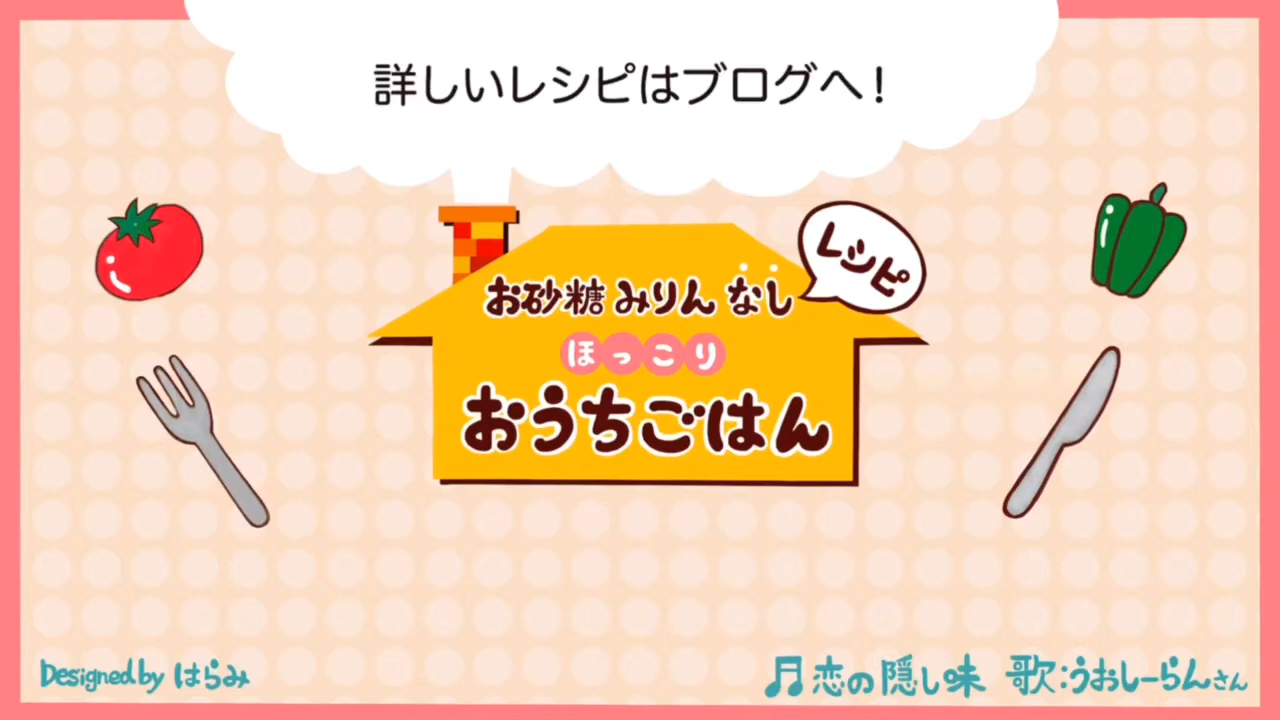 詳しいレシピはブログへ!
レシピ
お砂糖 みりん なし
ほっこり
おうちごはん
Designed by はらみ
♬ 恋の隠し味 歌:うおしーらんさん